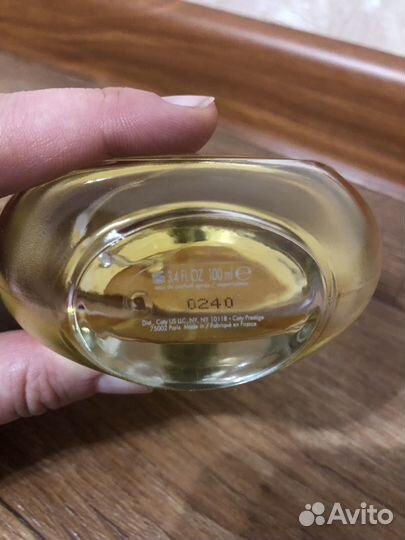 3.4 FL OZ 100 ml e
eau de parfum spray / vaporisateur
0240
Dist. Coty US LLC, NY, NY 10118 - Coty Prestige
75002 Paris Made in / Fabriqué en France
Avito